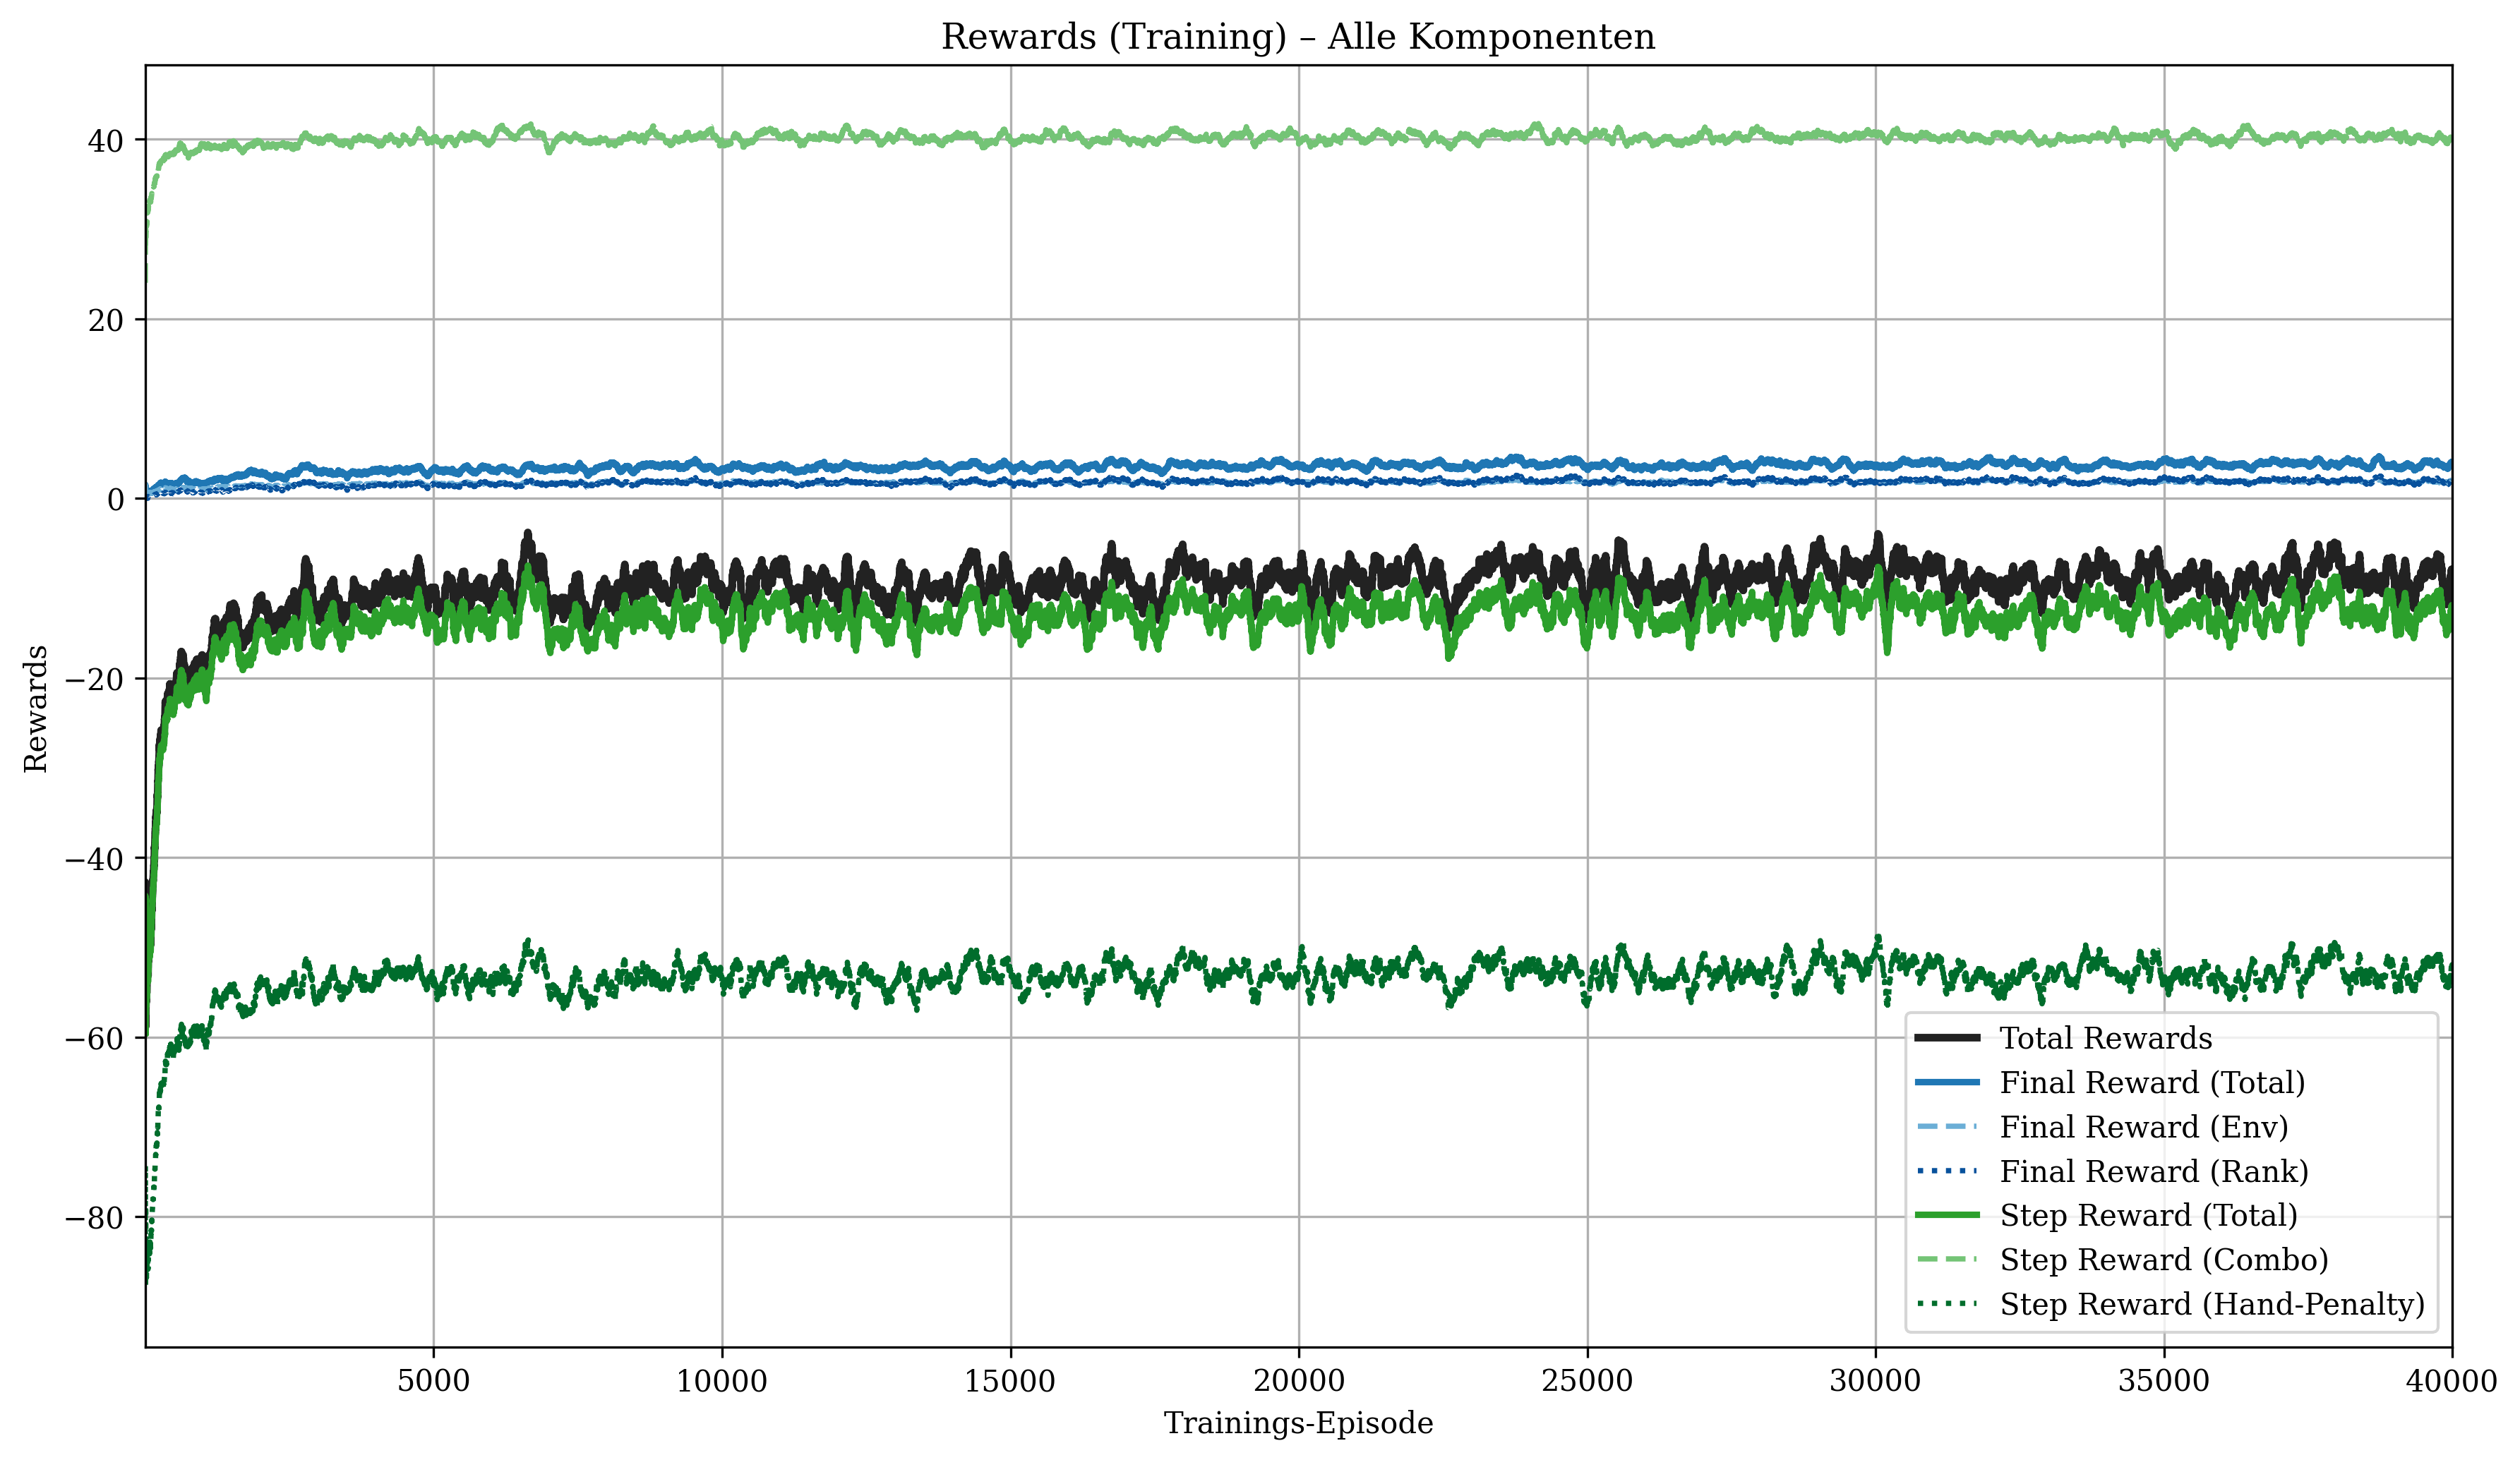 Rewards (Training) – Alle Komponenten
Rewards
40
20
0
−20
−40
−60
−80
5000
10000
15000
20000
25000
30000
35000
40000
Trainings-Episode
Total Rewards
Final Reward (Total)
Final Reward (Env)
Final Reward (Rank)
Step Reward (Total)
Step Reward (Combo)
Step Reward (Hand-Penalty)